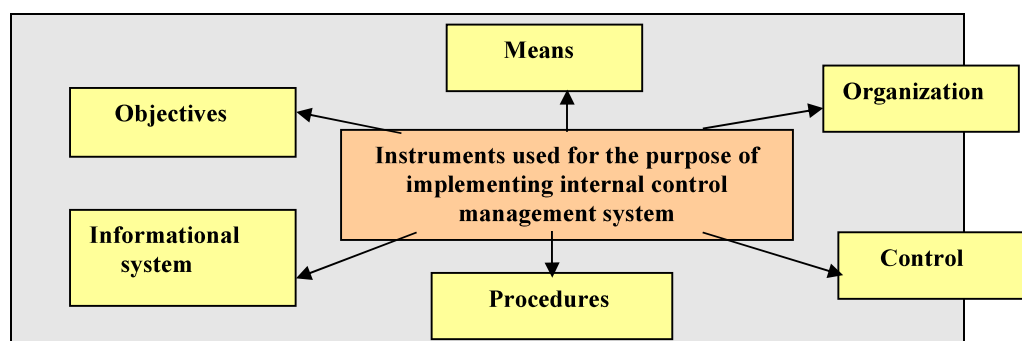 Means
Organization
Objectives
Instruments used for the purpose of
implementing internal control
management system
Informational
system
Control
Procedures